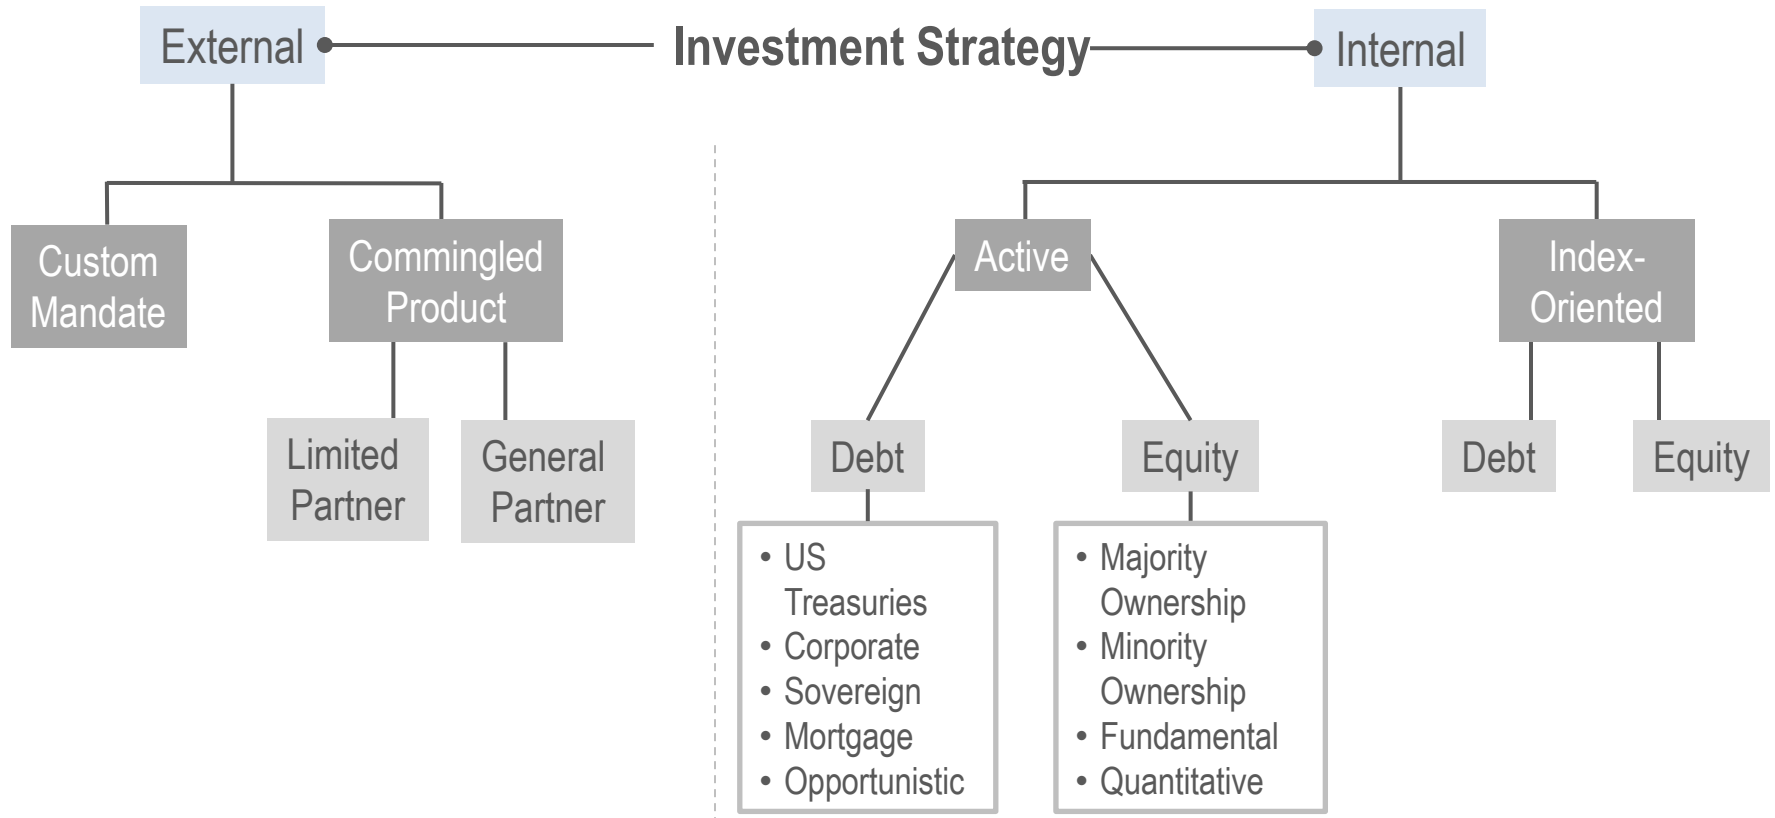 External
Investment Strategy
Internal
Custom
Mandate
Commingled
Product
Active
Index-
Oriented
Limited
Partner
General
Partner
Debt
Equity
Debt
Equity
• US
Treasuries
• Corporate
• Sovereign
• Mortgage
• Opportunistic
• Majority
Ownership
• Minority
Ownership
• Fundamental
• Quantitative